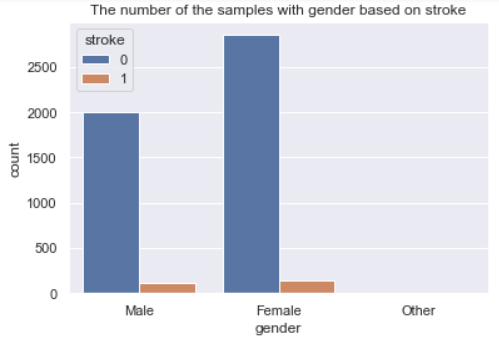 The number of the samples with gender based on stroke
stroke
0
1
2500
2000
1500
1000
500
0
count
Male Female Other
gender